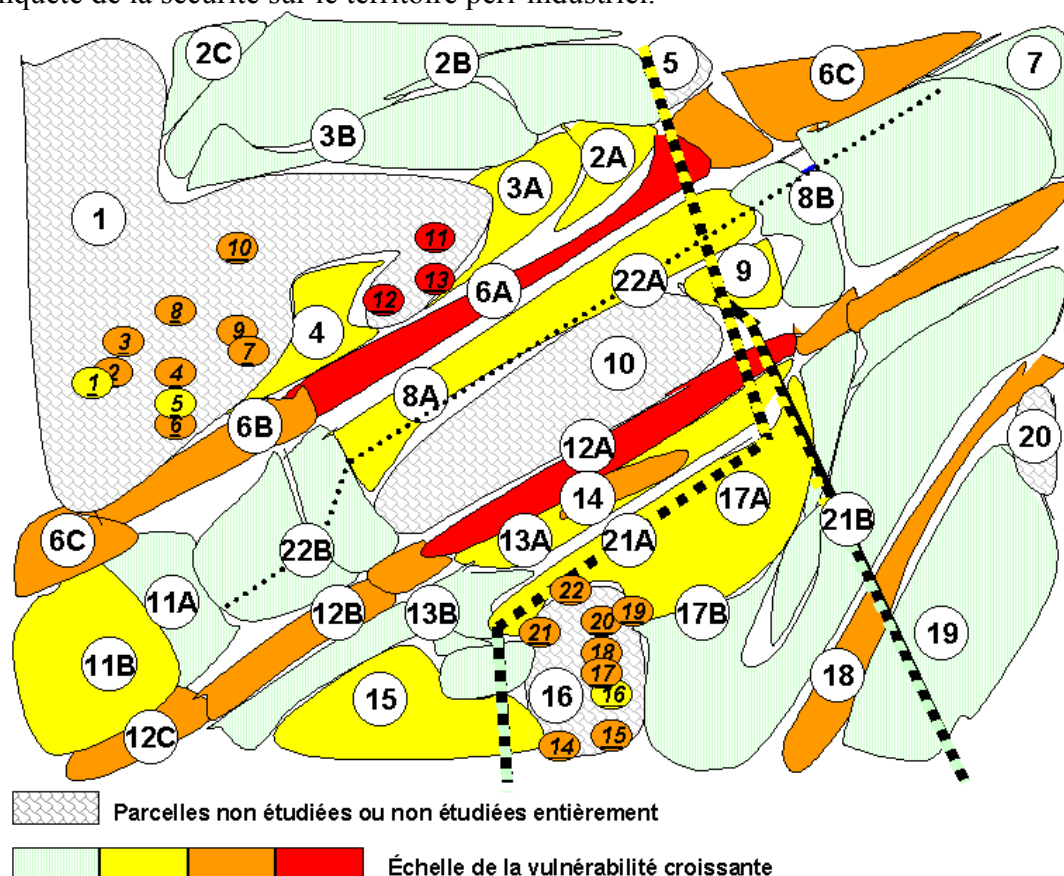 enquête de la sécurité sur le territoire péri-industriel.
2C
2B
5
6C
7
3B
2A
3A
8B
1
10
11
9
13
22A
6A
12
8
4
3
9
7
10
2
4
1
5
8A
6
6B
12A
20
14
17A
6C
22B
13A
21A
21B
11A
22
12B
13B
20
19
17B
21
19
18
11B
17
18
15
16
16
12C
14
15
Parcelles non étudiées ou non étudiées entièrement
Échelle de la vulnérabilité croissante